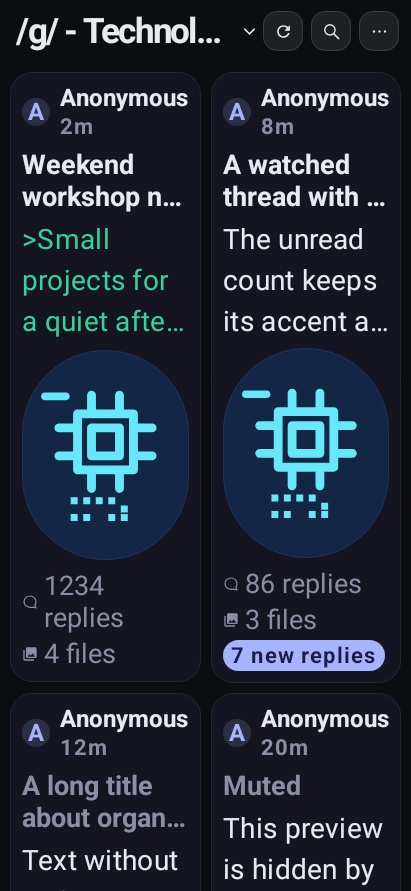 /g/ - Technol...
A Anonymous
2m
Weekend
workshop n...
>Small
projects for
a quiet afte...
1234
replies
4 files
A Anonymous
8m
A watched
thread with ...
The unread
count keeps
its accent a...
86 replies
3 files
7 new replies
A Anonymous
12m
A long title
about organ...
Text without
A Anonymous
20m
Muted
This preview
is hidden by